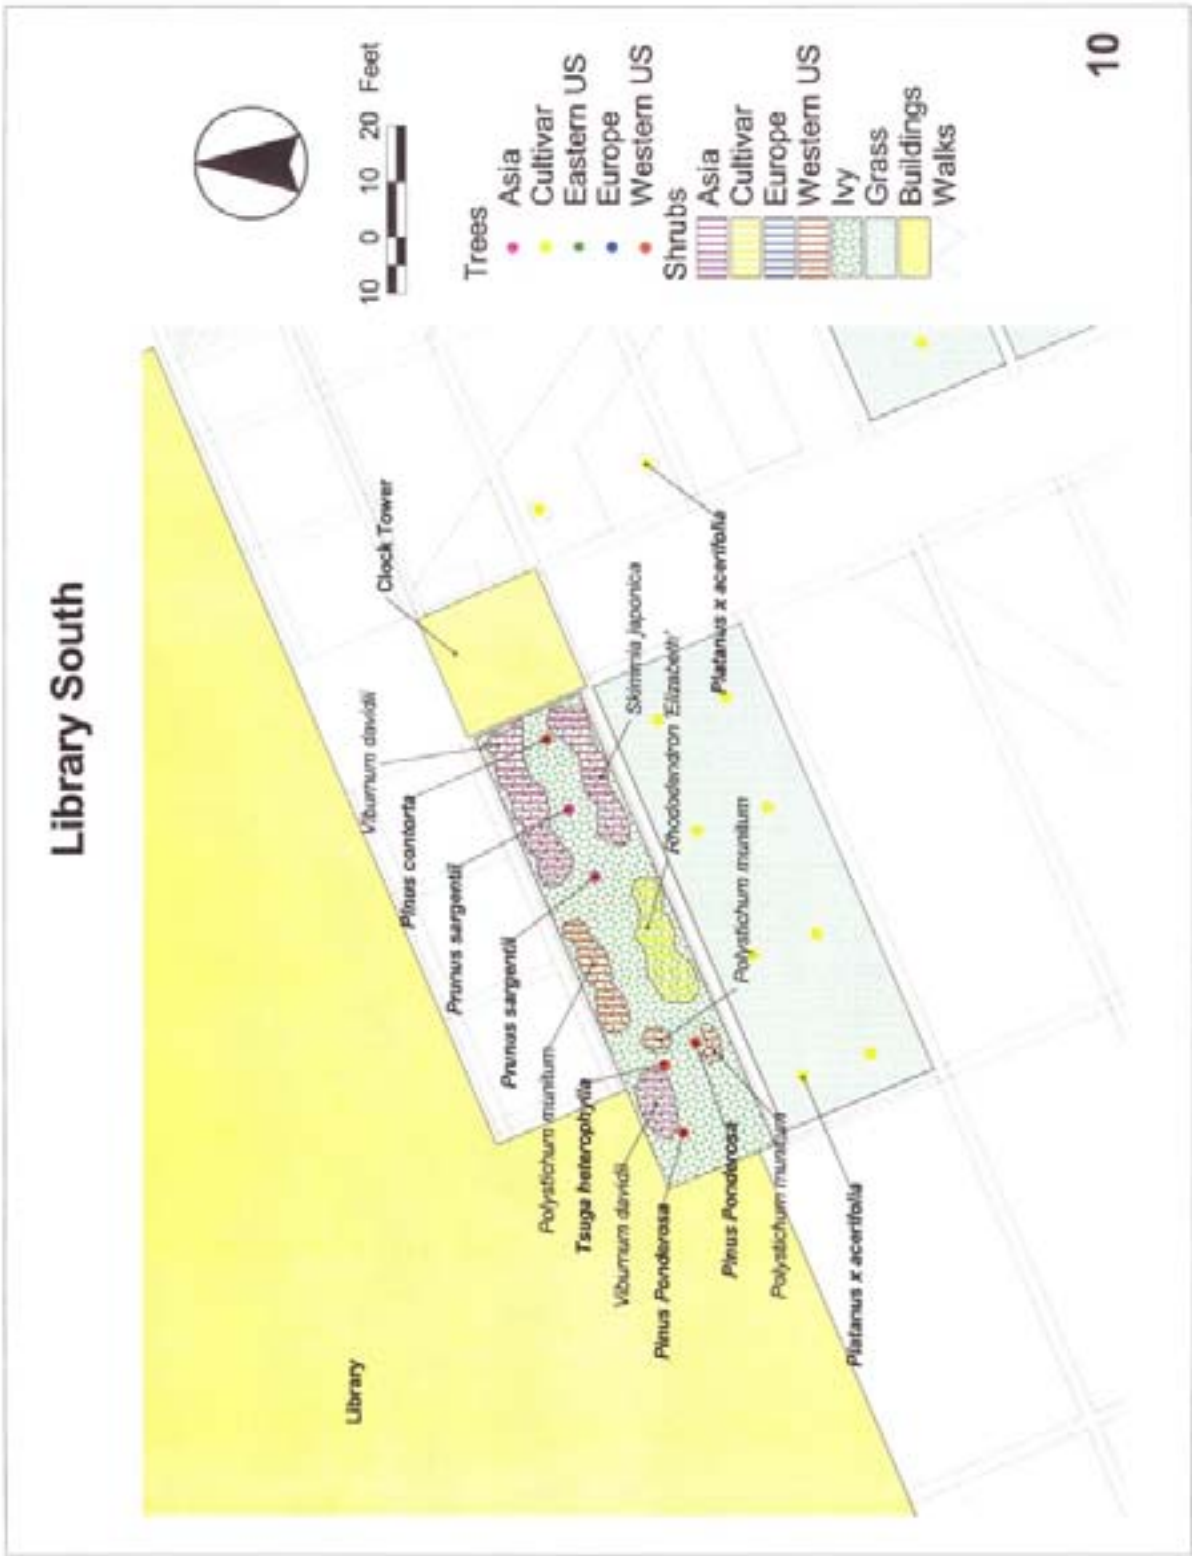 Library South
Clock Tower
Viburnum davidii
Pinus contorta
Prunus sargentii
Prunus sargentii
Polystichum munitum
Tsuga heterophylla
Viburnum davidii
Pinus Ponderosa
Pinus Ponderosa
Polystichum munitum
Platanus x acerifolia
Library
Skimmia japonica
Rhododendron 'Elizabeth'
Polystichum munitum
Platanus x acerifolia
10 0 10 20 Feet
Trees
Asia
Cultivar
Eastern US
Europe
Western US
Shrubs
Asia
Cultivar
Europe
Western US
Ivy
Grass
Buildings
Walks
10